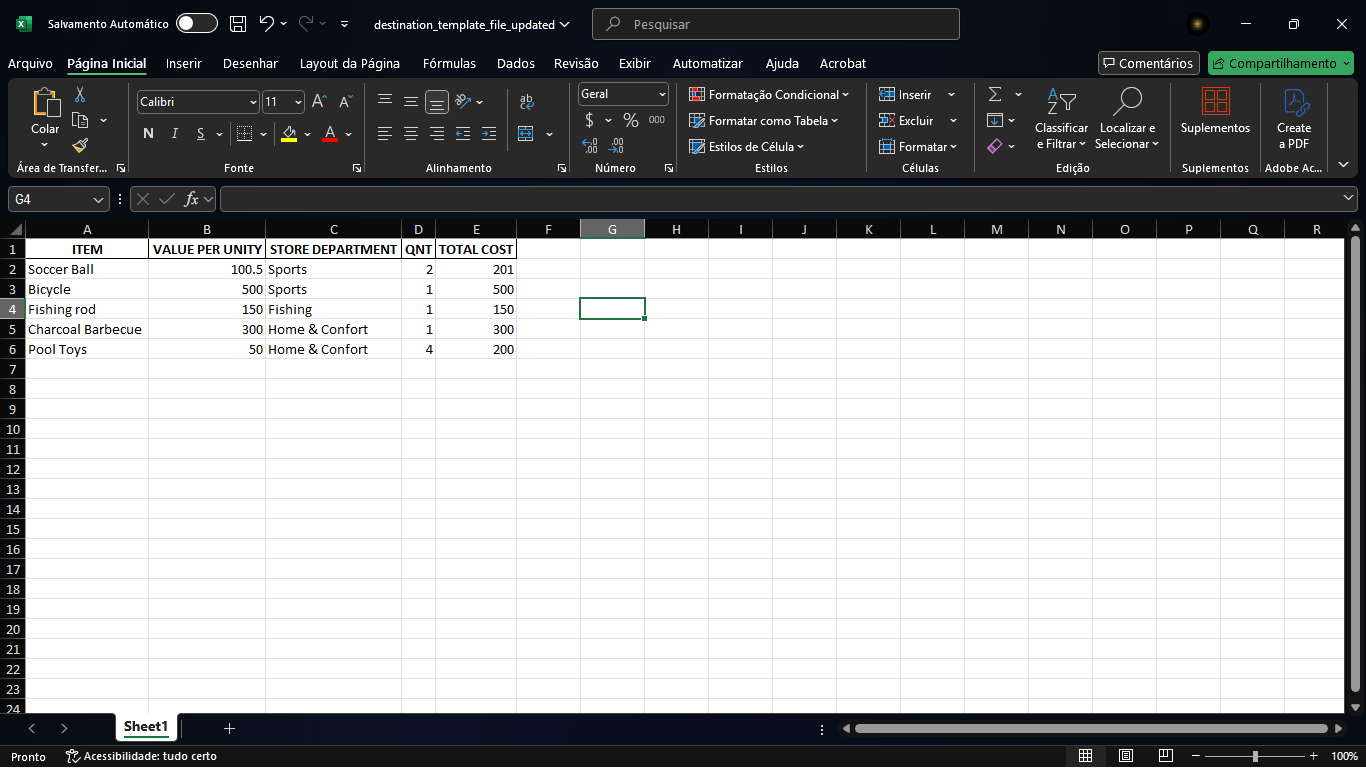 Salvamento Automático destination_template_file_updated Pesquisar
Arquivo Página Inicial Inserir Desenhar Layout da Página Fórmulas Dados Revisão Exibir Automatizar Ajuda Acrobat Comentários Compartilhamento
Colar
Área de Transfer...
Calibri 11
N I S A
Fonte
ab
Alinhamento
Geral
$ % 000
Número
Formatação Condicional
Formatar como Tabela
Estilos de Célula
Estilos
Inserir
Excluir
Formatar
Células
Classificar e Filtrar
Localizar e Selecionar
Edição
Suplementos
Suplementos
Create a PDF
Adobe Ac...
G4 fx
A B C D E F G H I J K L M N O P Q R
1 ITEM VALUE PER UNITY STORE DEPARTMENT QNT TOTAL COST
2 Soccer Ball 100.5 Sports 2 201
3 Bicycle 500 Sports 1 500
4 Fishing rod 150 Fishing 1 150
5 Charcoal Barbecue 300 Home & Confort 1 300
6 Pool Toys 50 Home & Confort 4 200
7
8
9
10
11
12
13
14
15
16
17
18
19
20
21
22
23
24
Sheet1
Pronto Acessibilidade: tudo certo 100%